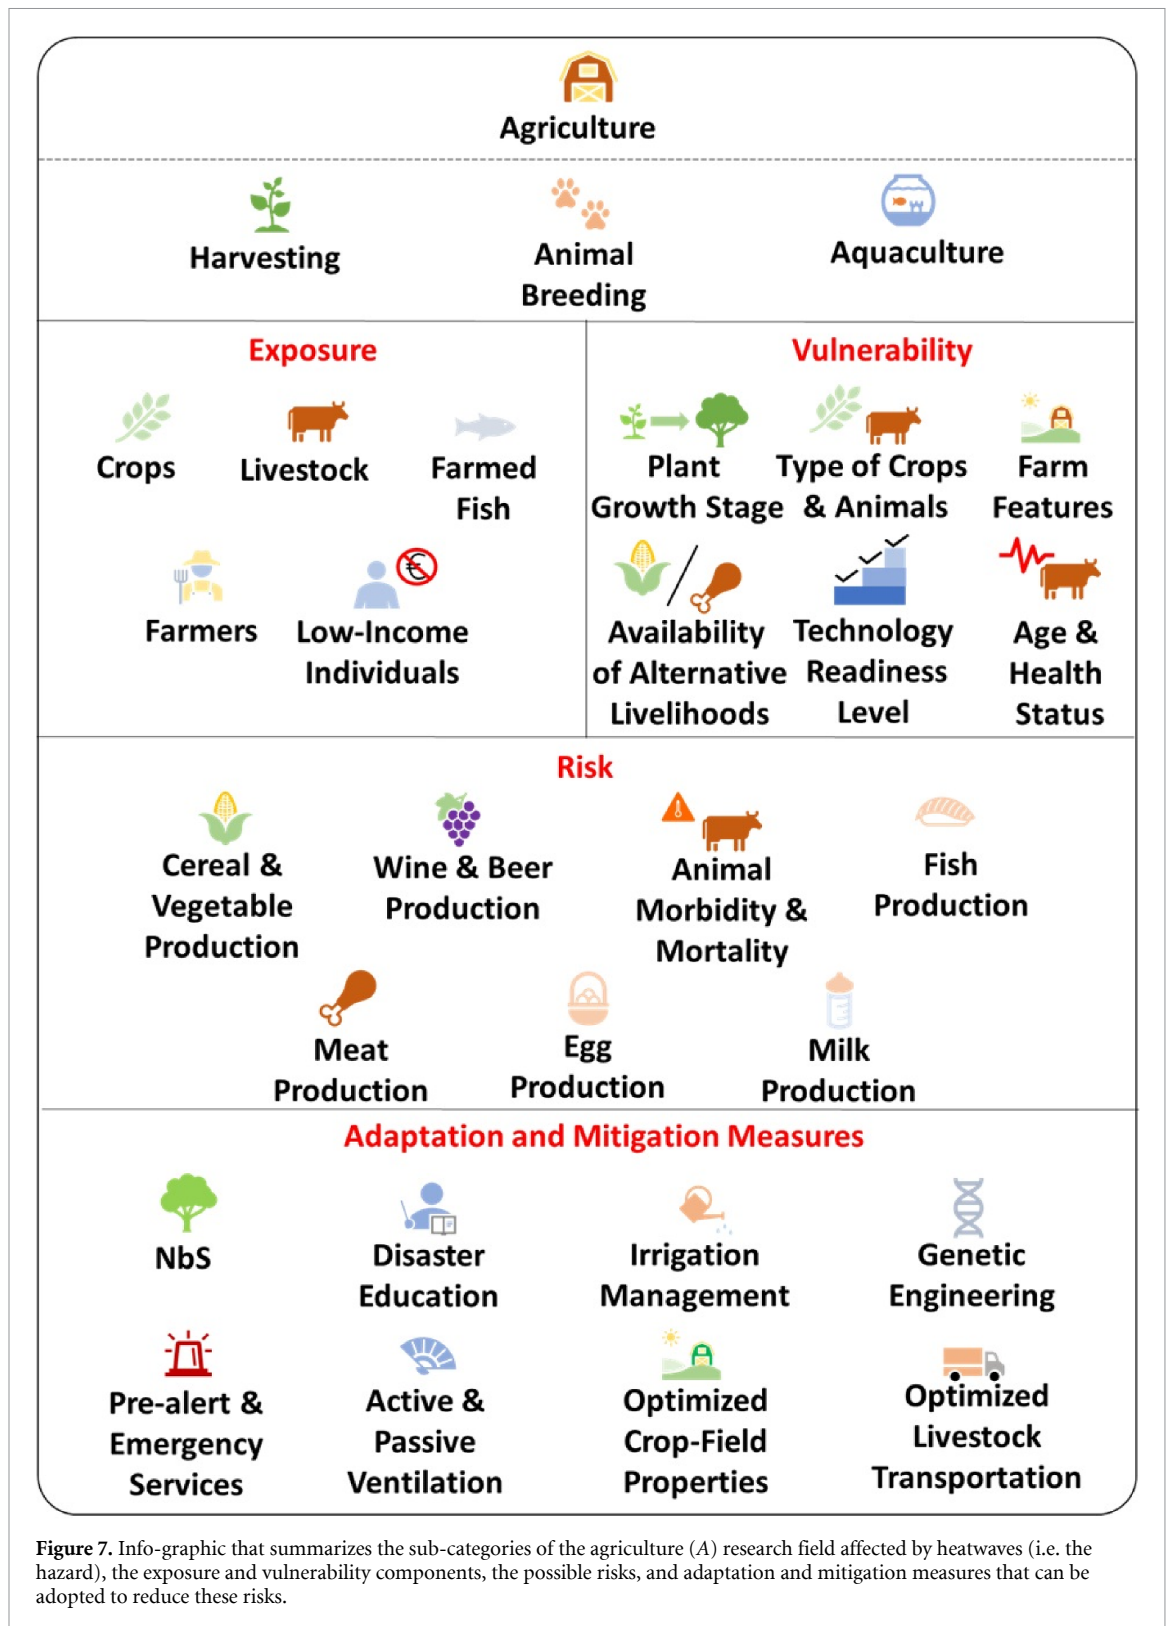 Agriculture
Harvesting
Animal
Breeding
Aquaculture
Exposure
Crops
Livestock
Farmed
Fish
Farmers
€
Low-Income
Individuals
Vulnerability
Plant
Growth Stage
Type of Crops
& Animals
Farm
Features
Availability
of Alternative
Livelihoods
Technology
Readiness
Level
Age &
Health
Status
Risk
Cereal &
Vegetable
Production
Wine & Beer
Production
Animal
Morbidity &
Mortality
Fish
Production
Meat
Production
Egg
Production
Milk
Production
Adaptation and Mitigation Measures
NbS
Disaster
Education
Irrigation
Management
Genetic
Engineering
Pre-alert &
Emergency
Services
Active &
Passive
Ventilation
Optimized
Crop-Field
Properties
Optimized
Livestock
Transportation
Figure 7. Info-graphic that summarizes the sub-categories of the agriculture (A) research field affected by heatwaves (i.e. the
hazard), the exposure and vulnerability components, the possible risks, and adaptation and mitigation measures that can be
adopted to reduce these risks.